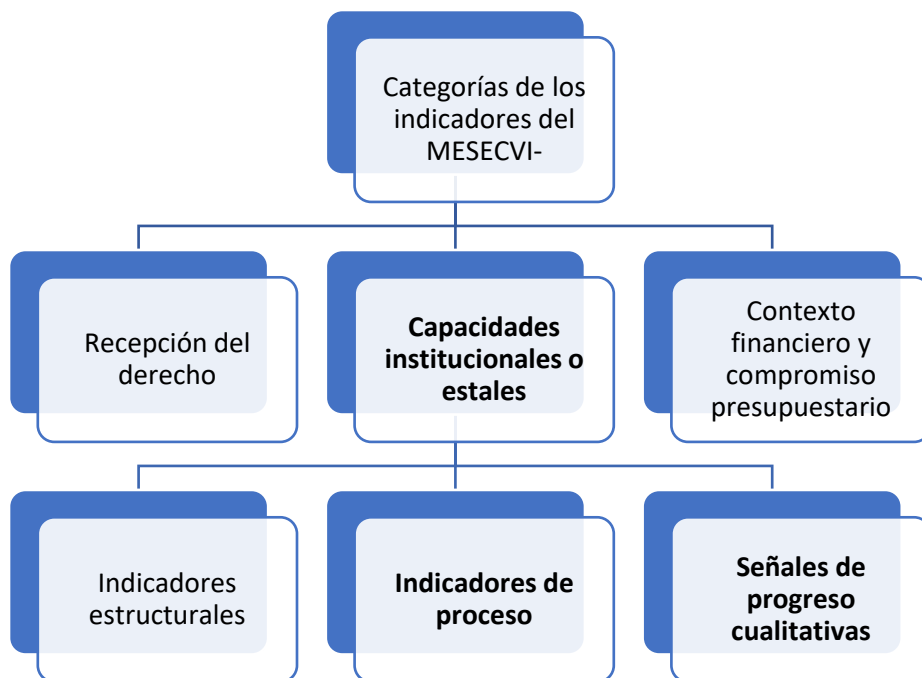 Categorías de los
indicadores del
MESECVI-
Recepción del
derecho
Capacidades
institucionales o
estales
Contexto
financiero y
compromiso
presupuestario
Indicadores
estructurales
Indicadores de
proceso
Señales de
progreso
cualitativas